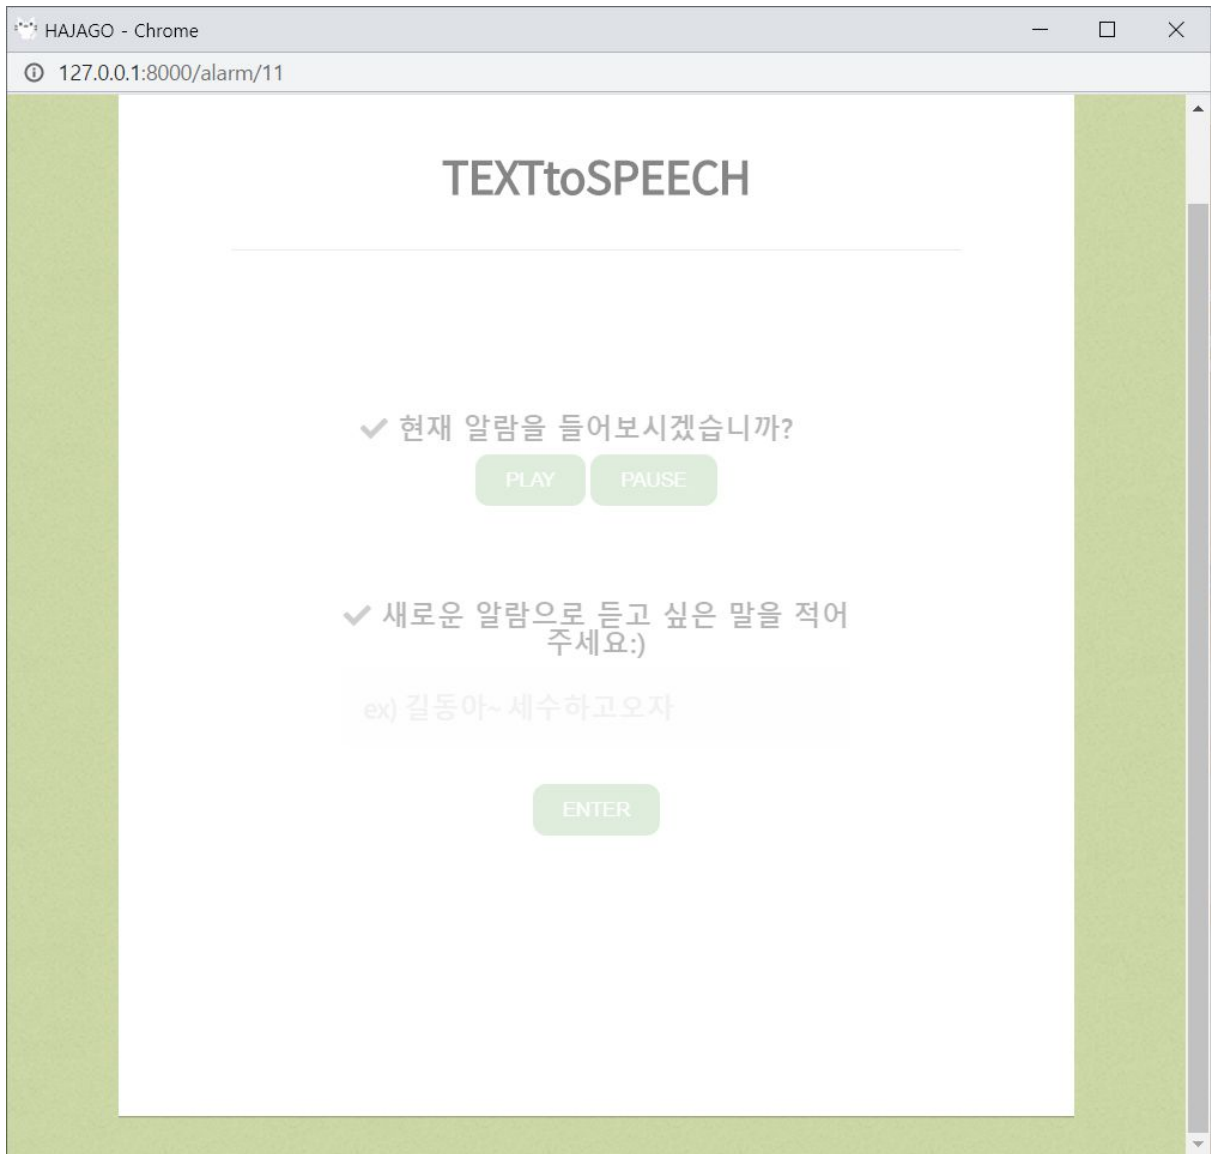 HAJAGO - Chrome
127.0.0.1:8000/alarm/11
TEXTtoSPEECH
현재 알람을 들어보시겠습니까?
PLAY PAUSE
새로운 알람으로 듣고 싶은 말을 적어
주세요:)
ex) 길동아~ 세수하고오자
ENTER